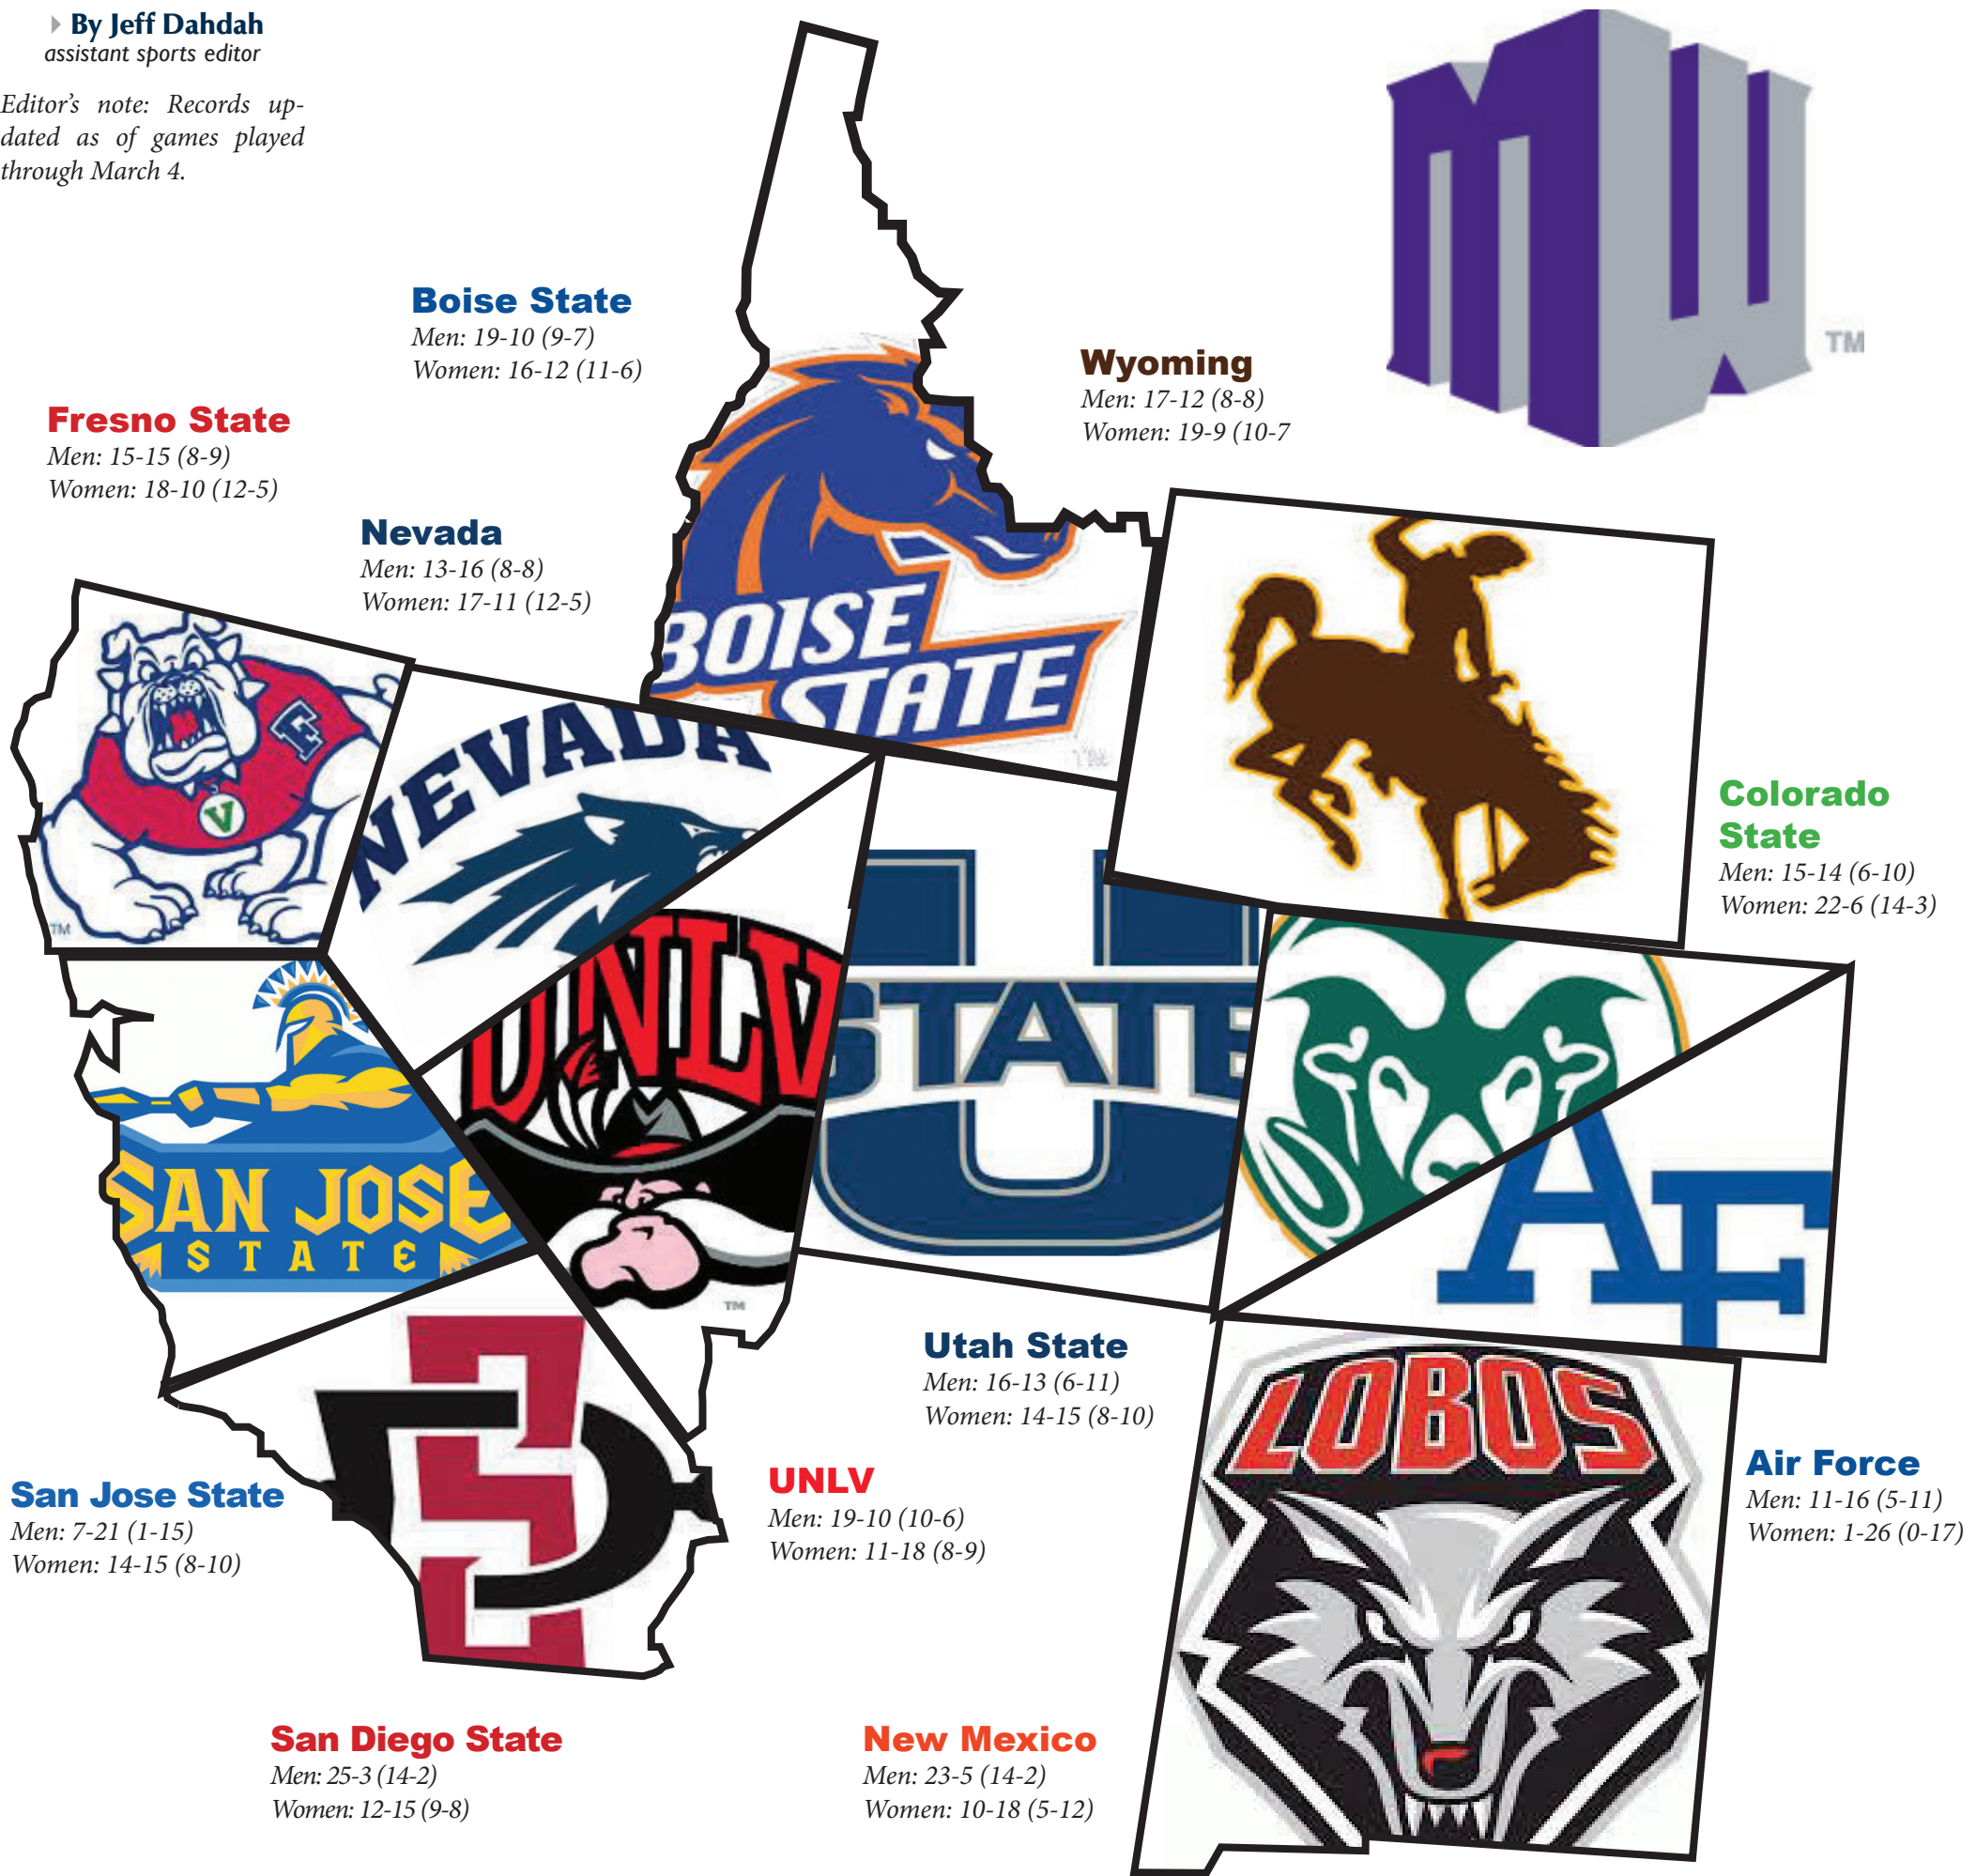 By Jeff Dahdah
assistant sports editor
Editor's note: Records up-
dated as of games played
through March 4.
MW
TM
Boise State
Men: 19-10 (9-7)
Women: 16-12 (11-6)
Wyoming
Men: 17-12 (8-8)
Women: 19-9 (10-7
Fresno State
Men: 15-15 (8-9)
Women: 18-10 (12-5)
Nevada
Men: 13-16 (8-8)
Women: 17-11 (12-5)
BOISE
STATE
TM
F
V
TM
NEVADA
Colorado
State
Men: 15-14 (6-10)
Women: 22-6 (14-3)
UNLV
TM
U
STATE
SAN JOSE
STATE
AF
SD
LOBOS
Utah State
Men: 16-13 (6-11)
Women: 14-15 (8-10)
Air Force
Men: 11-16 (5-11)
Women: 1-26 (0-17)
UNLV
Men: 19-10 (10-6)
Women: 11-18 (8-9)
San Jose State
Men: 7-21 (1-15)
Women: 14-15 (8-10)
San Diego State
Men: 25-3 (14-2)
Women: 12-15 (9-8)
New Mexico
Men: 23-5 (14-2)
Women: 10-18 (5-12)